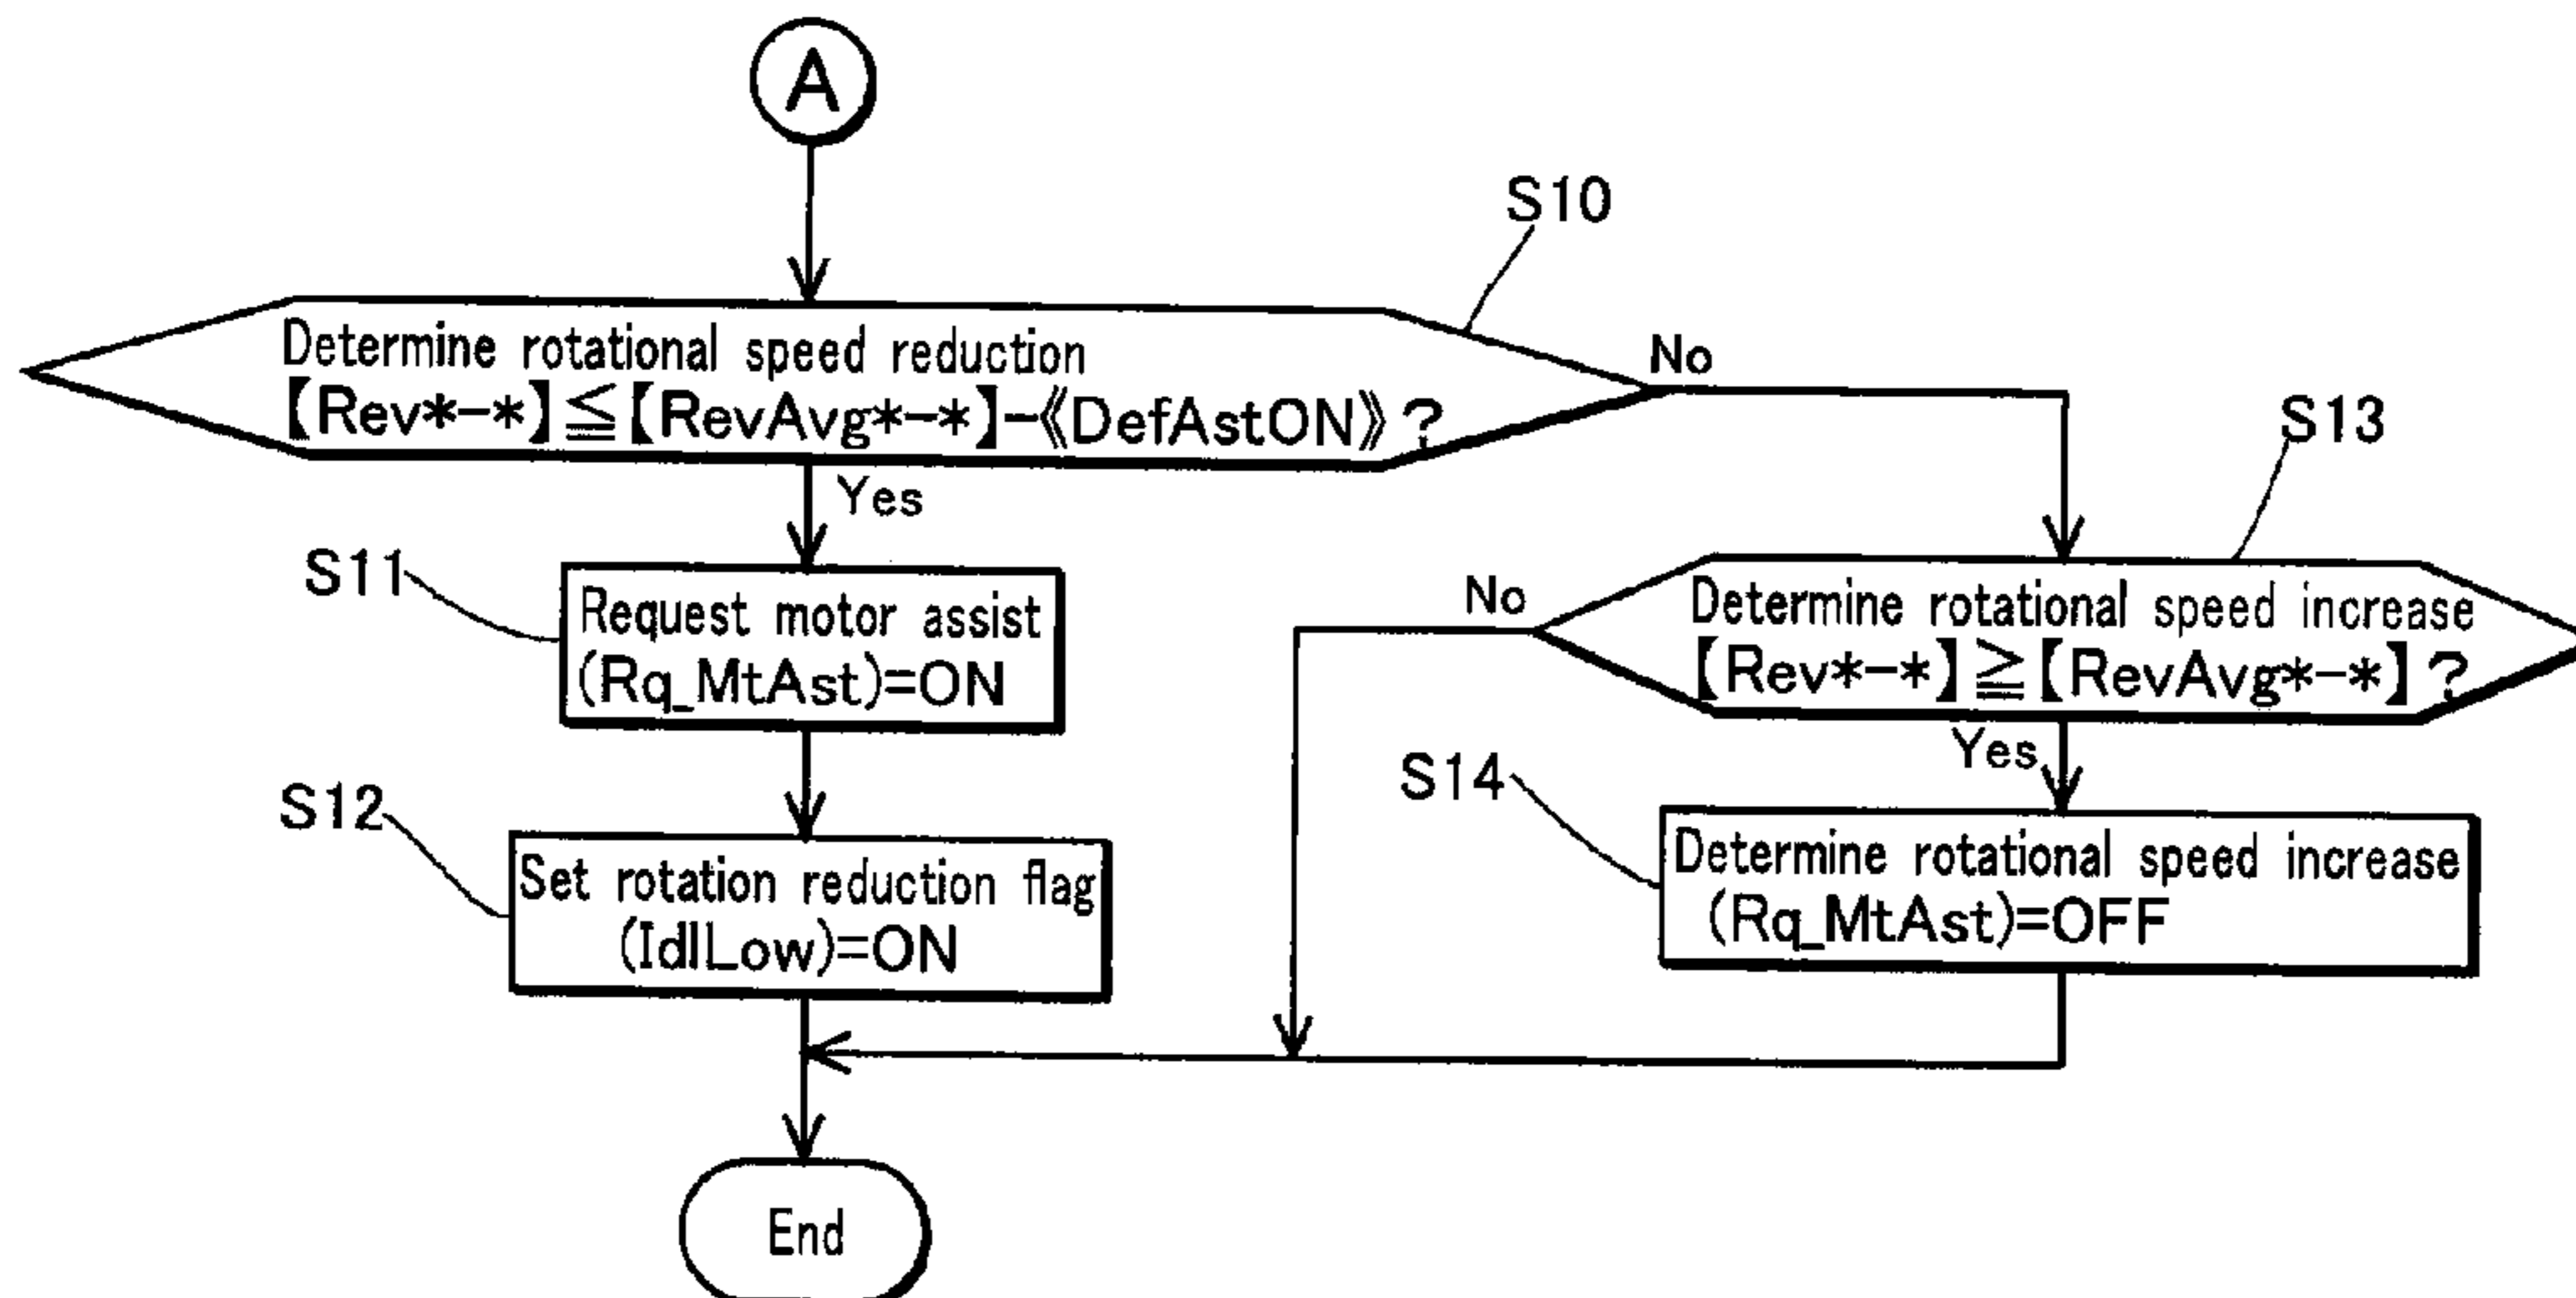 A
S10
Determine rotational speed reduction
【Rev*-*】≦【RevAvg*-*】-《DefAstON》?
No
Yes
S11
Request motor assist
(Rq_MtAst)=ON
S12
Set rotation reduction flag
(IdlLow)=ON
S13
No
Determine rotational speed increase
【Rev*-*】≧【RevAvg*-*】?
Yes
S14
Determine rotational speed increase
(Rq_MtAst)=OFF
End